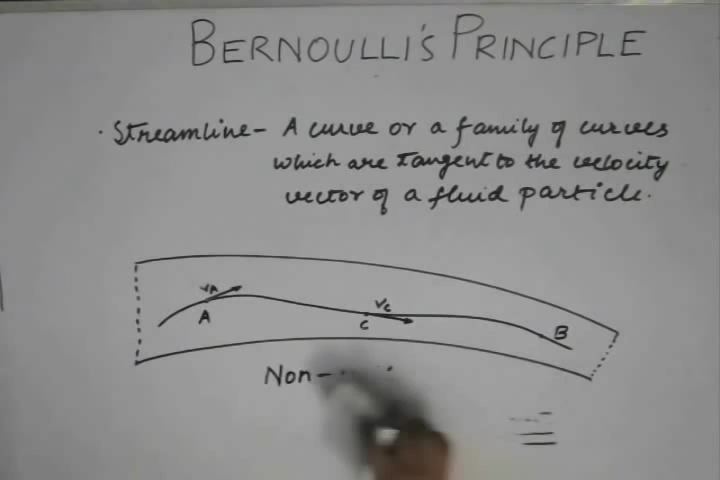 BERNOULLI'S PRINCIPLE
· Streamline - A curve or a family of curves
which are tangent to the velocity
vector of a fluid particle.
VA
A
VC
C
B
Non-